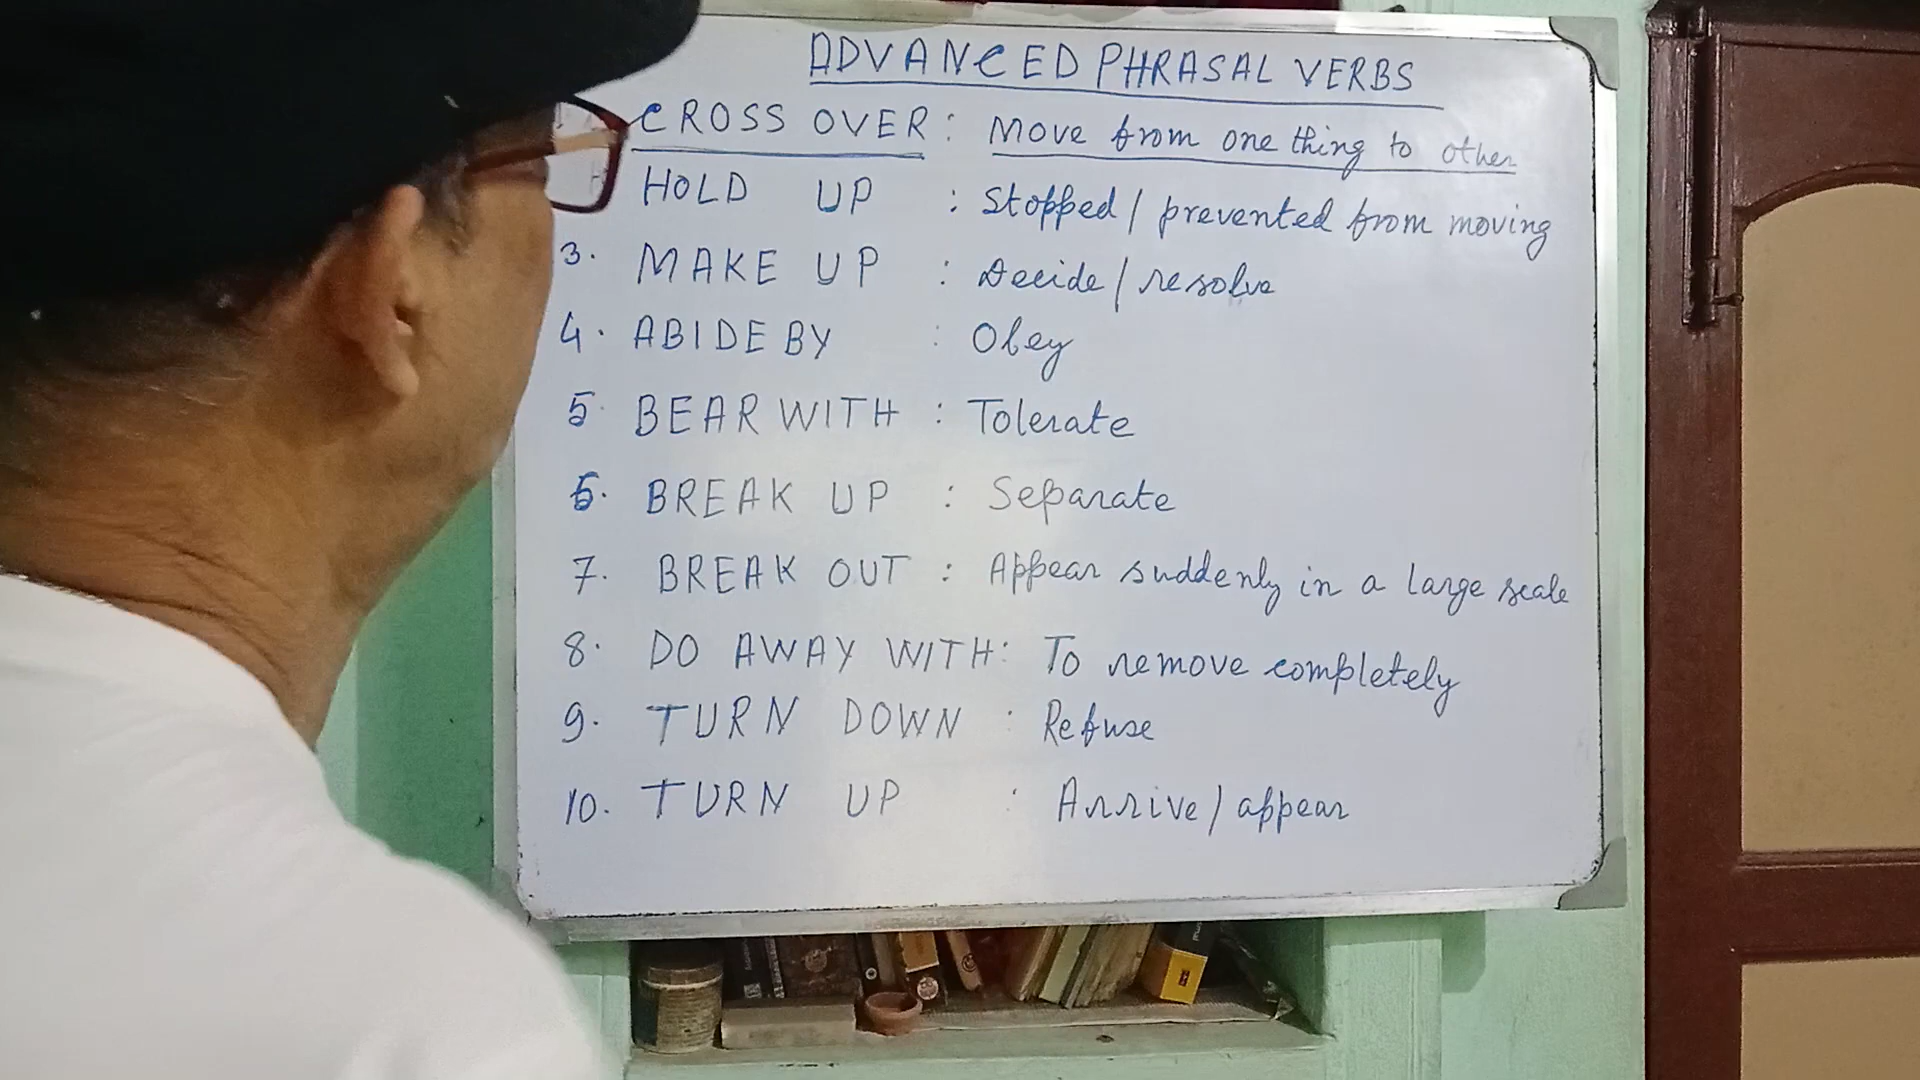 ADVANCED PHRASAL VERBS
CROSS OVER : Move from one thing to other
HOLD UP : Stopped / prevented from moving
3. MAKE UP : Decide / resolve
4. ABIDE BY : Obey
5. BEAR WITH : Tolerate
6. BREAK UP : Separate
7. BREAK OUT : Appear suddenly in a large scale
8. DO AWAY WITH : To remove completely
9. TURN DOWN : Refuse
10. TURN UP : Arrive / appear